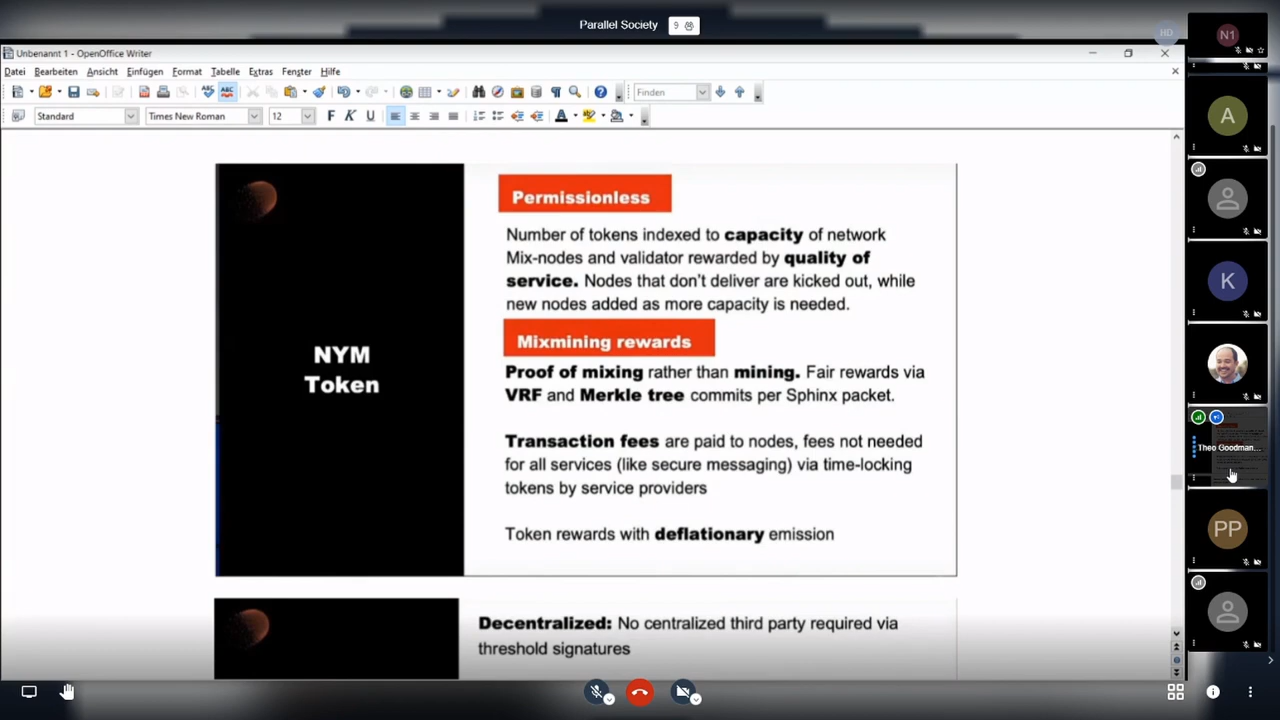 Parallel Society 9
HD
N1
Unbenannt 1 - OpenOffice Writer
Datei Bearbeiten Ansicht Einfügen Format Tabelle Extras Fenster Hilfe
ABC ABC Finden
Standard Times New Roman 12 F K U
Permissionless
Number of tokens indexed to capacity of network
Mix-nodes and validator rewarded by quality of
service. Nodes that don't deliver are kicked out, while
new nodes added as more capacity is needed.
NYM
Token
Mixmining rewards
Proof of mixing rather than mining. Fair rewards via
VRF and Merkle tree commits per Sphinx packet.
Transaction fees are paid to nodes, fees not needed
for all services (like secure messaging) via time-locking
tokens by service providers
Token rewards with deflationary emission
Decentralized: No centralized third party required via
threshold signatures
A
K
Theo Goodman...
PP